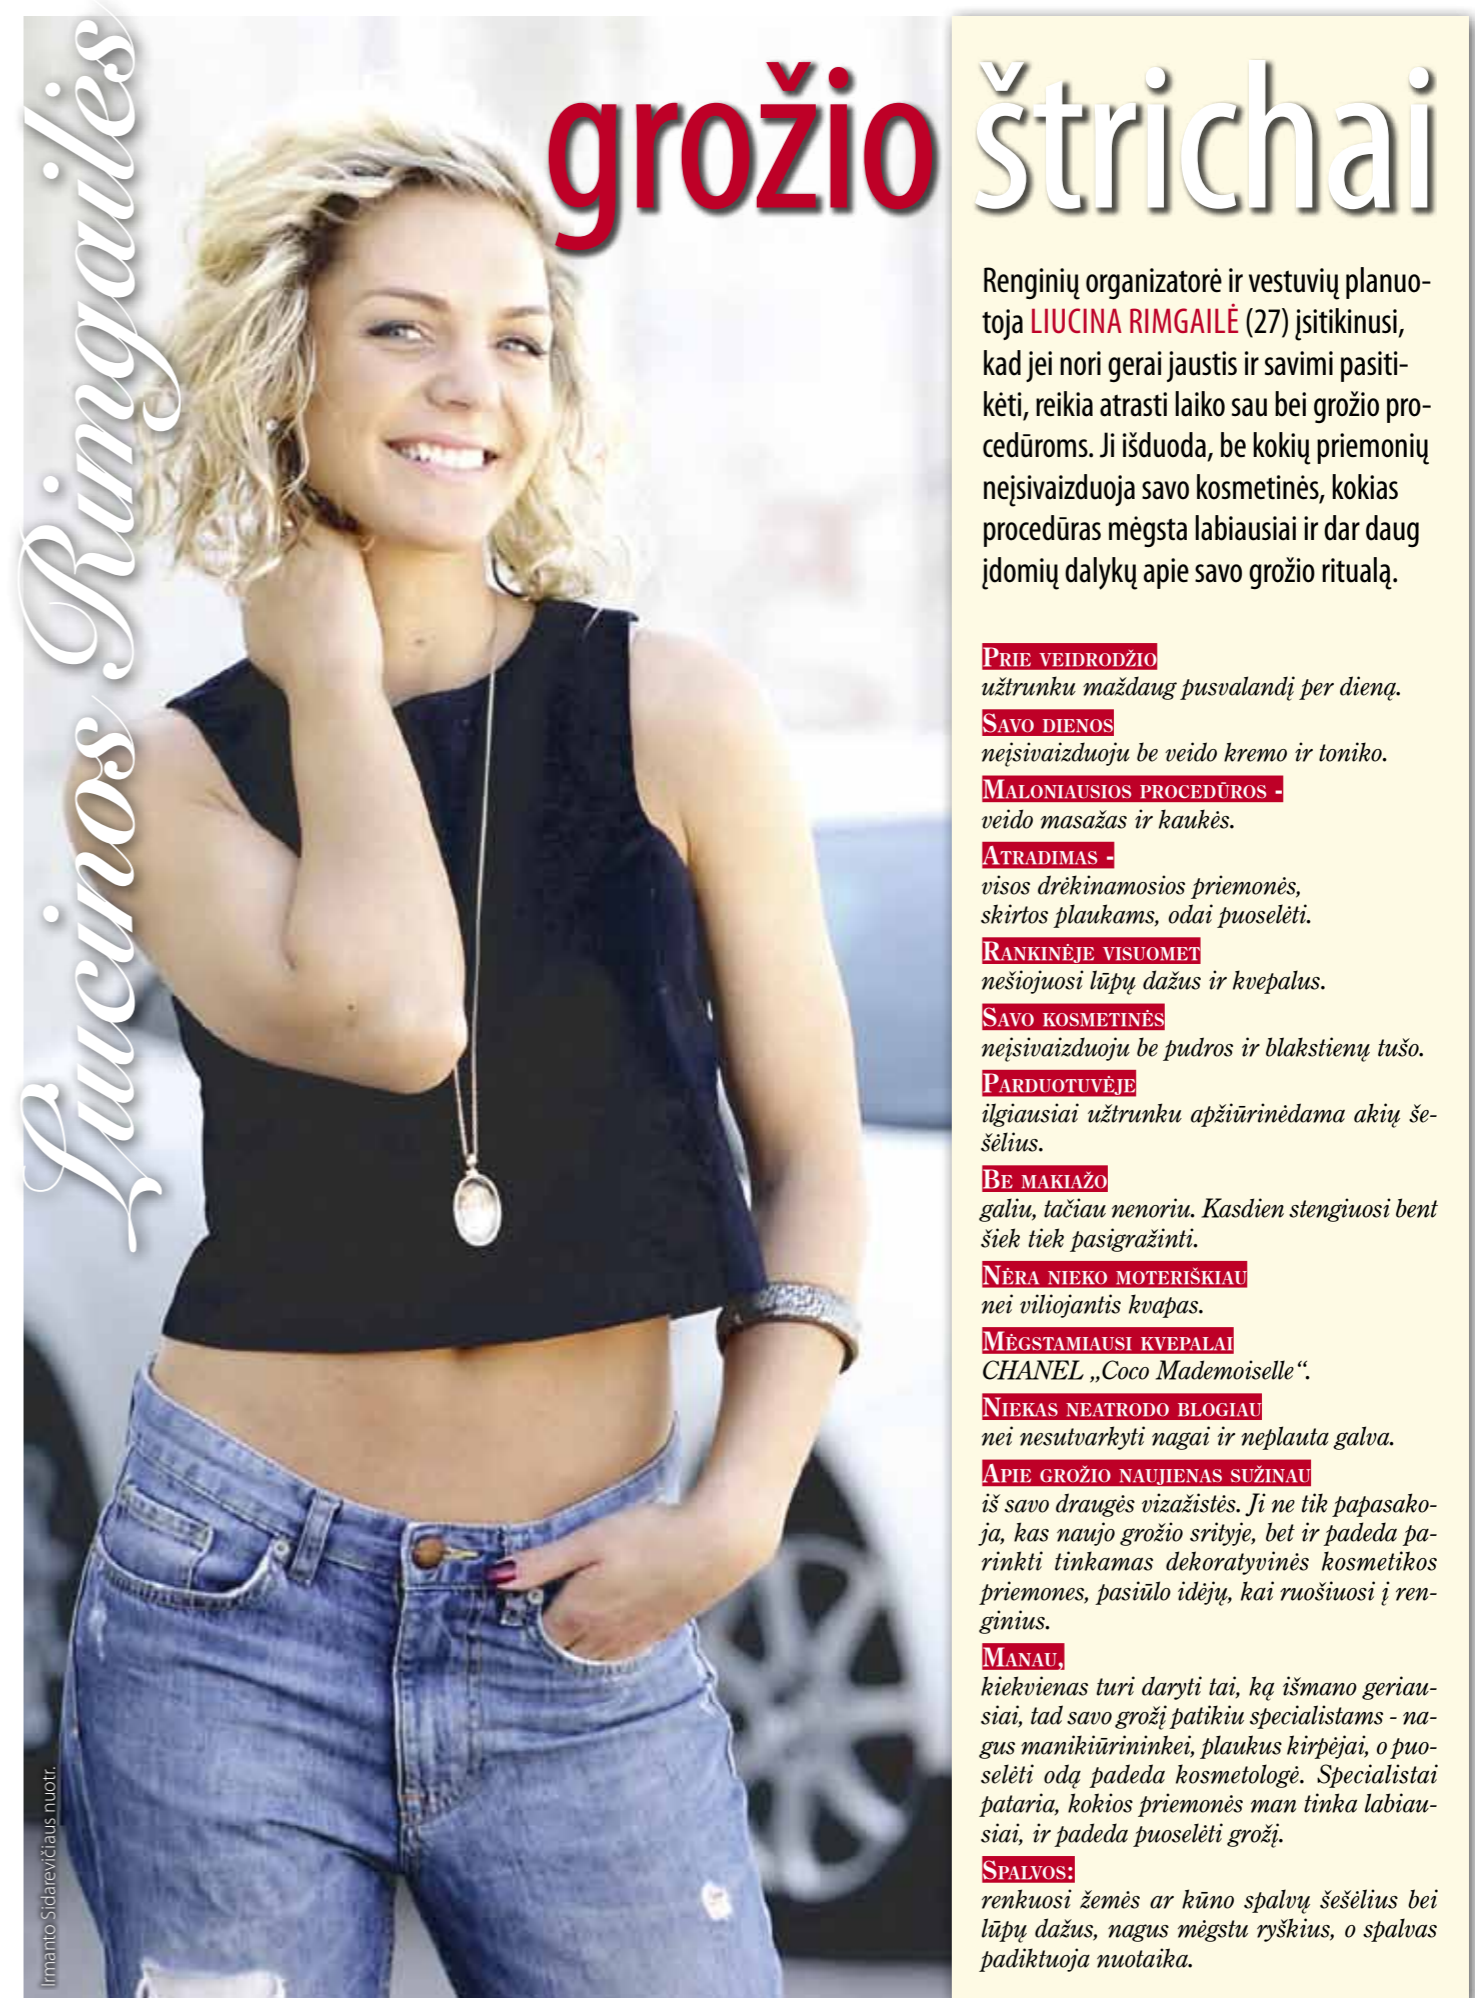 Liucinos Rimgailės
grožio štrichai
Renginių organizatorė ir vestuvių planuo-
toja LIUCINA RIMGAILĖ (27) įsitikinusi,
kad jei nori gerai jaustis ir savimi pasiti-
kėti, reikia atrasti laiko sau bei grožio pro-
cedūroms. Ji išduoda, be kokių priemonių
neįsivaizduoja savo kosmetinės, kokias
procedūras mėgsta labiausiai ir dar daug
įdomių dalykų apie savo grožio ritualą.
Prie veidrodžio
užtrunku maždaug pusvalandį per dieną.
Savo dienos
neįsivaizduoju be veido kremo ir toniko.
Maloniausios procedūros -
veido masažas ir kaukės.
Atradimas -
visos drėkinamosios priemonės,
skirtos plaukams, odai puoselėti.
Rankinėje visuomet
nešiojuosi lūpų dažus ir kvepalus.
Savo kosmetinės
neįsivaizduoju be pudros ir blakstienų tušo.
Parduotuvėje
ilgiausiai užtrunku apžiūrinėdama akių še-
šėlius.
Be makiažo
galiu, tačiau nenoriu. Kasdien stengiuosi bent
šiek tiek pasigražinti.
Nėra nieko moteriškiau
nei viliojantis kvapas.
Mėgstamiausi kvepalai
CHANEL „Coco Mademoiselle“.
Niekas neatrodo blogiau
nei nesutvarkyti nagai ir neplauta galva.
Apie grožio naujienas sužinau
iš savo draugės vizažistės. Ji ne tik papasako-
ja, kas naujo grožio srityje, bet ir padeda pa-
rinkti tinkamas dekoratyvinės kosmetikos
priemones, pasiūlo idėjų, kai ruošiuosi į ren-
ginius.
Manau,
kiekvienas turi daryti tai, ką išmano geriau-
siai, tad savo grožį patikiu specialistams - na-
gus manikiūrininkei, plaukus kirpėjai, o puo-
selėti odą padeda kosmetologė. Specialistai
pataria, kokios priemonės man tinka labiau-
siai, ir padeda puoselėti grožį.
Spalvos:
renkuosi žemės ar kūno spalvų šešėlius bei
lūpų dažus, nagus mėgstu ryškius, o spalvas
padiktuoja nuotaika.
Irmanto Sidarevičiaus nuotr.